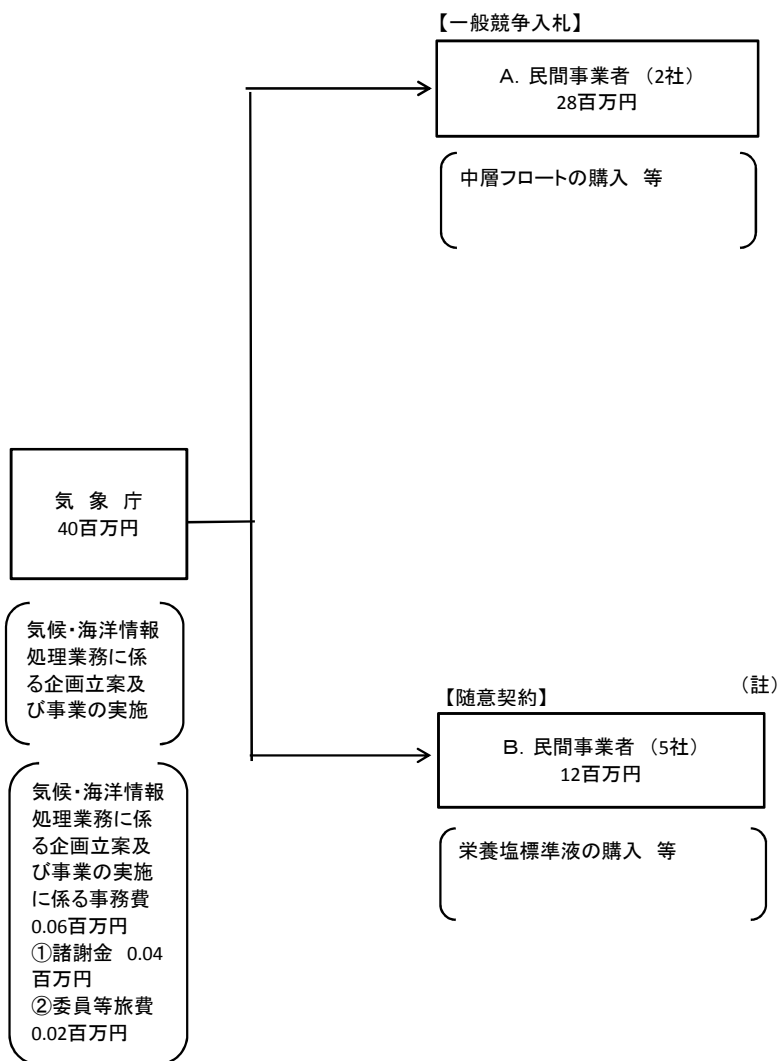 【一般競争入札】
A. 民間事業者 (2社)
28百万円
中層フロートの購入 等
気 象 庁
40百万円
気候・海洋情報
処理業務に係
る企画立案及
び事業の実施
気候・海洋情報
処理業務に係
る企画立案及
び事業の実施
に係る事務費
0.06百万円
①諸謝金 0.04
百万円
②委員等旅費
0.02百万円
【随意契約】
(註)
B. 民間事業者 (5社)
12百万円
栄養塩標準液の購入 等